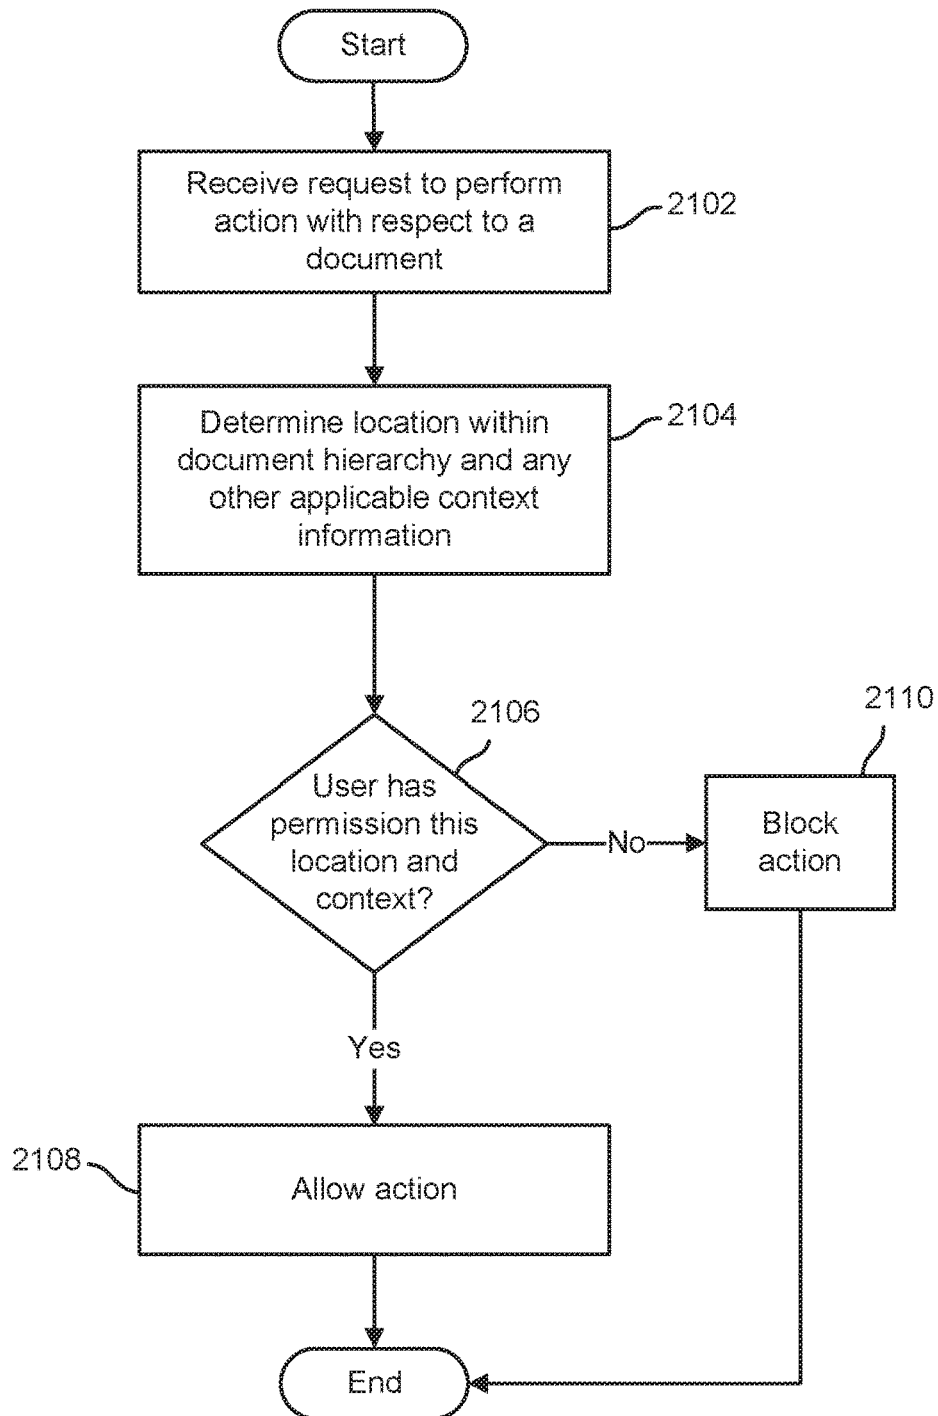 Start
Receive request to perform
action with respect to a
document
2102
Determine location within
document hierarchy and any
other applicable context
information
2104
2106
User has
permission this
location and
context?
No
2110
Block
action
Yes
2108
Allow action
End